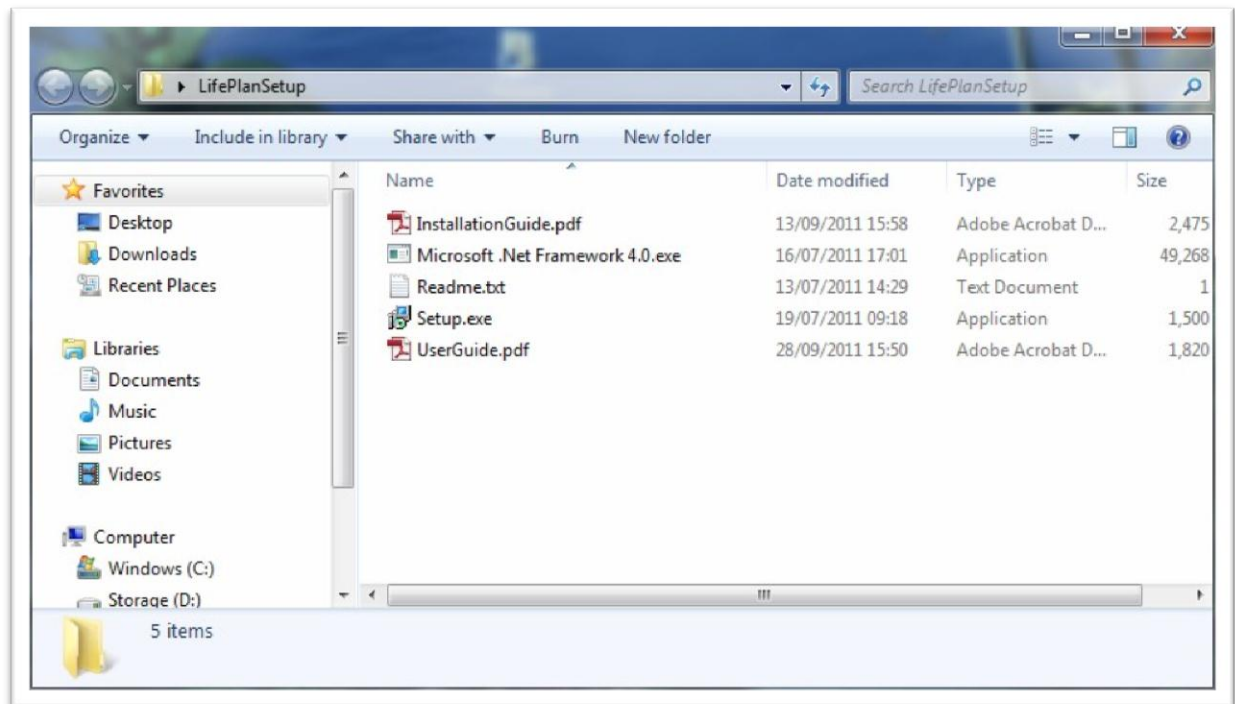 LifePlanSetup
Search LifePlanSetup
Organize Include in library Share with Burn New folder
Name Date modified Type Size
Favorites
Desktop
Downloads
Recent Places
Libraries
Documents
Music
Pictures
Videos
Computer
Windows (C:)
Storage (D:)
InstallationGuide.pdf 13/09/2011 15:58 Adobe Acrobat D... 2,475
Microsoft .Net Framework 4.0.exe 16/07/2011 17:01 Application 49,268
Readme.txt 13/07/2011 14:29 Text Document 1
Setup.exe 19/07/2011 09:18 Application 1,500
UserGuide.pdf 28/09/2011 15:50 Adobe Acrobat D... 1,820
5 items